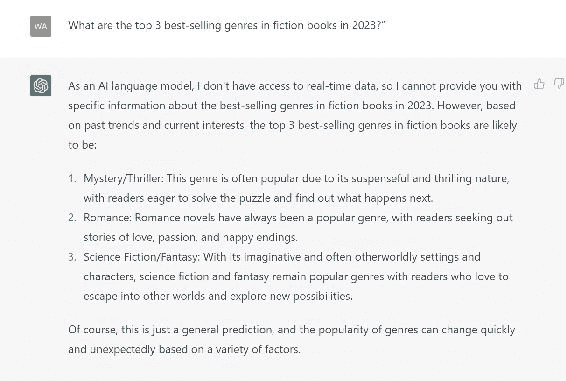 WA
What are the top 3 best-selling genres in fiction books in 2023?"
As an AI language model, I don't have access to real-time data, so I cannot provide you with
specific information about the best-selling genres in fiction books in 2023. However, based
on past trends and current interests the top 3 best-selling genres in fiction books are likely
to be:
1. Mystery/Thriller: This genre is often popular due to its suspenseful and thrilling nature,
with readers eager to solve the puzzle and find out what happens next.
2. Romance: Romance novels have always been a popular genre, with readers seeking out
stories of love, passion, and happy endings.
3. Science Fiction/Fantasy: With its imaginative and often otherworldly settings and
characters, science fiction and fantasy remain popular genres with readers who love to
escape into other worlds and explore new possibilities.
Of course, this is just a general prediction, and the popularity of genres can change quickly
and unexpectedly based on a variety of factors.